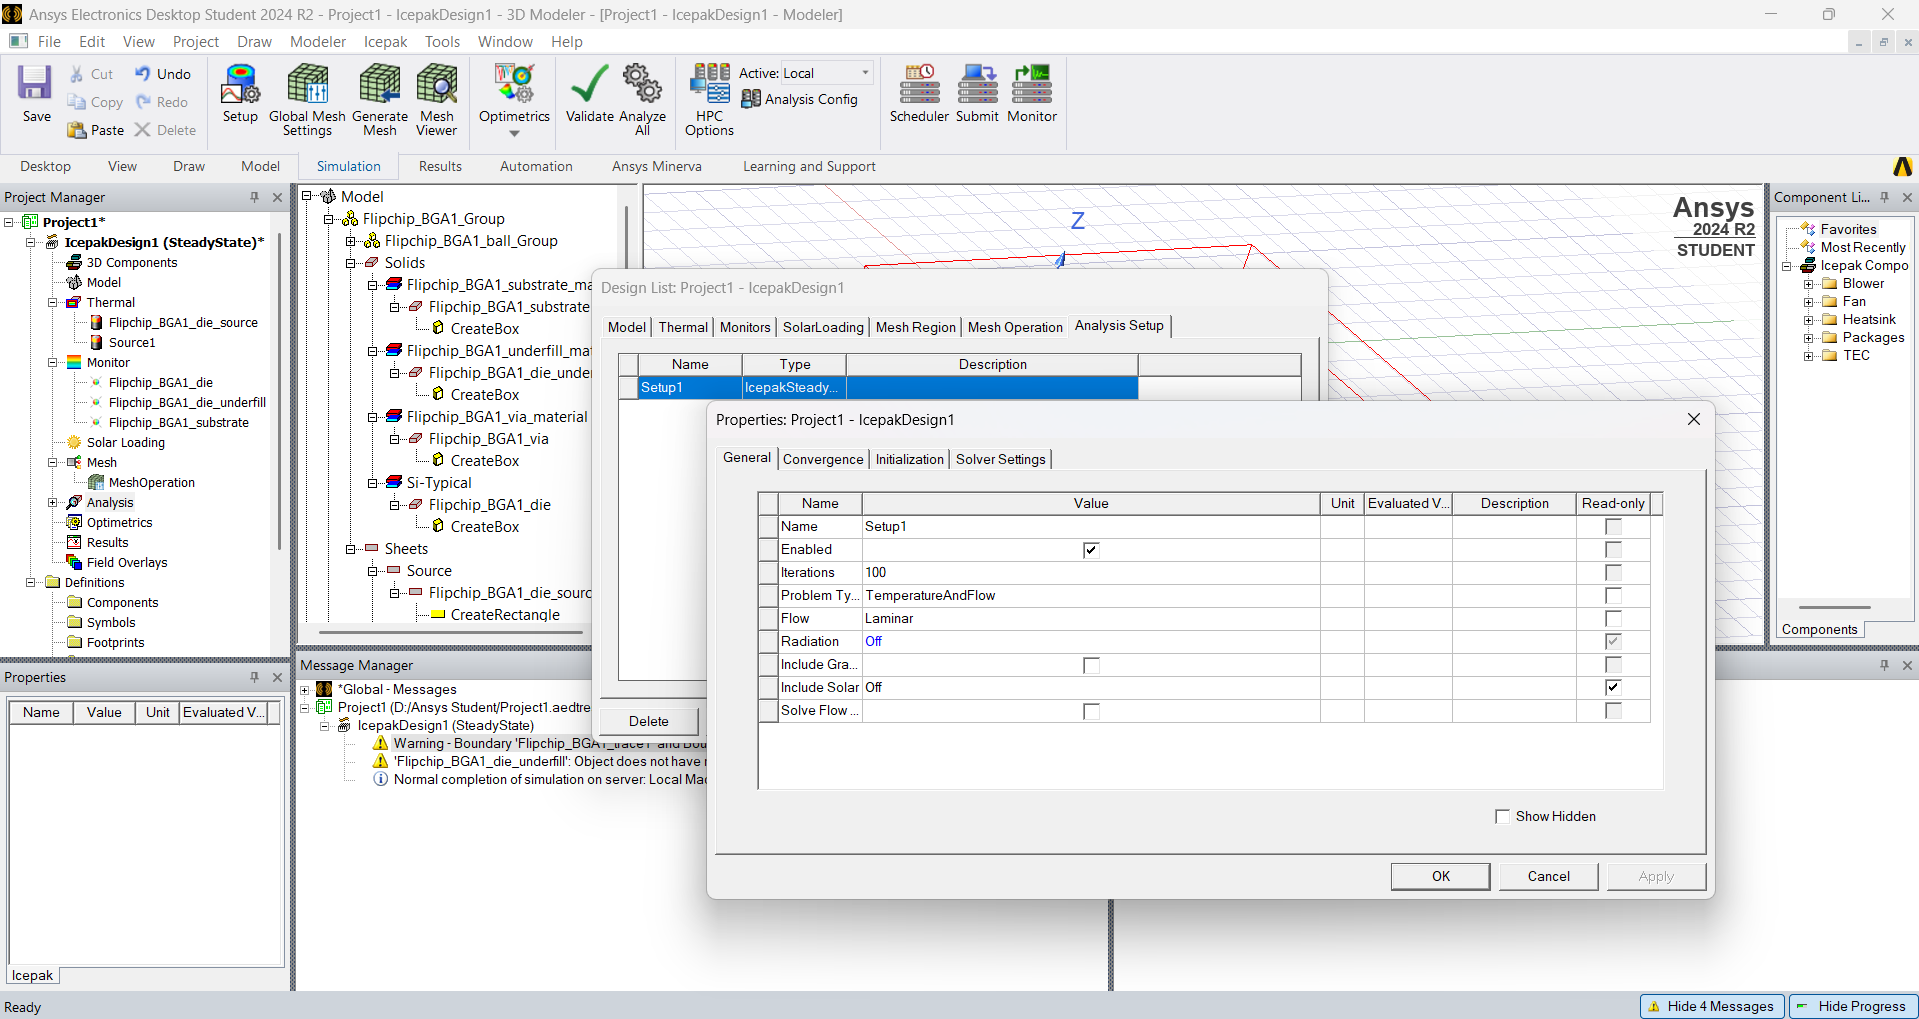 Ansys Electronics Desktop Student 2024 R2 - Project1 - IcepakDesign1 - 3D Modeler - [Project1 - IcepakDesign1 - Modeler]
File Edit View Project Draw Modeler Icepak Tools Window Help
Save
Cut
Copy
Paste
Undo
Redo
Delete
Setup
Global Mesh
Settings
Generate
Mesh
Mesh
Viewer
Optimetrics
Validate
Analyze
All
HPC
Options
Active: Local
Analysis Config
Scheduler
Submit
Monitor
Desktop View Draw Model Simulation Results Automation Ansys Minerva Learning and Support
Project Manager
Project1*
IcepakDesign1 (SteadyState)*
3D Components
Model
Thermal
Flipchip_BGA1_die_source
Source1
Monitor
Flipchip_BGA1_die
Flipchip_BGA1_die_underfill
Flipchip_BGA1_substrate
Solar Loading
Mesh
MeshOperation
Analysis
Optimetrics
Results
Field Overlays
Definitions
Components
Symbols
Footprints
Model
Flipchip_BGA1_Group
Flipchip_BGA1_ball_Group
Solids
Flipchip_BGA1_substrate_ma
Flipchip_BGA1_substrate
CreateBox
Flipchip_BGA1_underfill_ma
Flipchip_BGA1_die_unde
CreateBox
Flipchip_BGA1_via_material
Flipchip_BGA1_via
CreateBox
Si-Typical
Flipchip_BGA1_die
CreateBox
Sheets
Source
Flipchip_BGA1_die_sourc
CreateRectangle
Z
Ansys
2024 R2
STUDENT
Component Li...
Favorites
Most Recently
Icepak Compo
Blower
Fan
Heatsink
Packages
TEC
Components
Design List: Project1 - IcepakDesign1
Model Thermal Monitors SolarLoading Mesh Region Mesh Operation Analysis Setup
Name Type Description
Setup1 IcepakSteady...
Delete
Properties: Project1 - IcepakDesign1
General Convergence Initialization Solver Settings
Name Value Unit Evaluated V... Description Read-only
Name Setup1
Enabled
Iterations 100
Problem Ty... TemperatureAndFlow
Flow Laminar
Radiation Off
Include Gra...
Include Solar Off
Solve Flow ...
Show Hidden
OK Cancel Apply
Properties
Name Value Unit Evaluated V...
Icepak
Message Manager
*Global - Messages
Project1 (D:/Ansys Student/Project1.aedtre
IcepakDesign1 (SteadyState)
Warning - Boundary 'Flipchip_BGA1_trace1' and Bou
'Flipchip_BGA1_die_underfill': Object does not have
Normal completion of simulation on server: Local Mac
Ready
Hide 4 Messages
Hide Progress